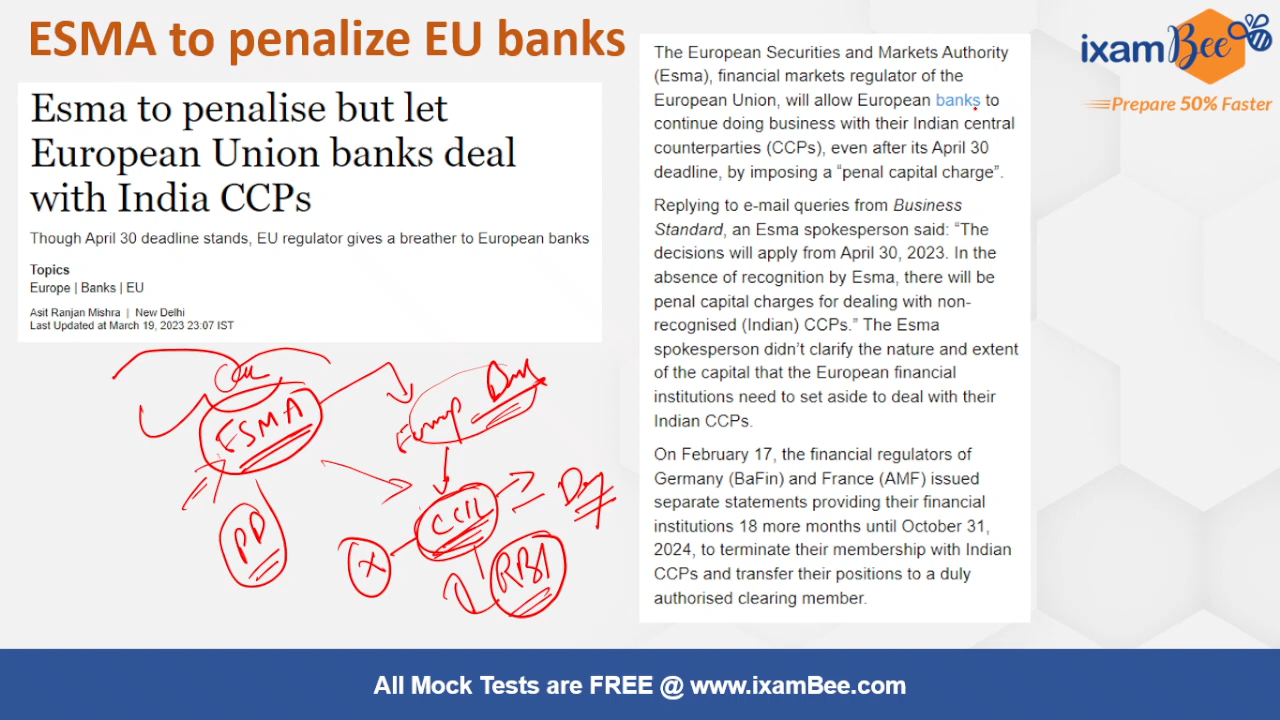 ESMA to penalize EU banks
ixamBee
Prepare 50% Faster
Esma to penalise but let
European Union banks deal
with India CCPs
Though April 30 deadline stands, EU regulator gives a breather to European banks
Topics
Europe | Banks | EU
Asit Ranjan Mishra | New Delhi
Last Updated at March 19, 2023 23:07 IST
The European Securities and Markets Authority
(Esma), financial markets regulator of the
European Union, will allow European banks to
continue doing business with their Indian central
counterparties (CCPs), even after its April 30
deadline, by imposing a “penal capital charge”.
Replying to e-mail queries from Business
Standard, an Esma spokesperson said: “The
decisions will apply from April 30, 2023. In the
absence of recognition by Esma, there will be
penal capital charges for dealing with non-
recognised (Indian) CCPs.” The Esma
spokesperson didn’t clarify the nature and extent
of the capital that the European financial
institutions need to set aside to deal with their
Indian CCPs.
On February 17, the financial regulators of
Germany (BaFin) and France (AMF) issued
separate statements providing their financial
institutions 18 more months until October 31,
2024, to terminate their membership with Indian
CCPs and transfer their positions to a duly
authorised clearing member.
ESMA
CCIL
PD
X
RBI
All Mock Tests are FREE @ www.ixamBee.com